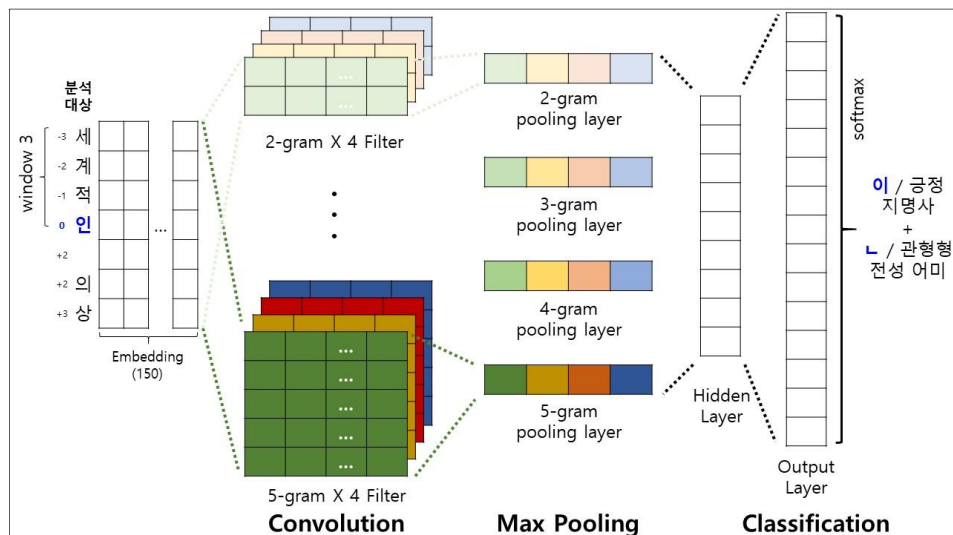 분석
대상
window 3
-3 세
-2 계
-1 적
0 인
+2
+2 의
+3 상
...
Embedding
(150)
...
...
2-gram X 4 Filter
...
...
...
...
...
5-gram X 4 Filter
Convolution
2-gram
pooling layer
3-gram
pooling layer
4-gram
pooling layer
5-gram
pooling layer
Max Pooling
Hidden
Layer
Output
Layer
softmax
이 / 긍정
지명사
+
ㄴ / 관형형
전성 어미
Classification